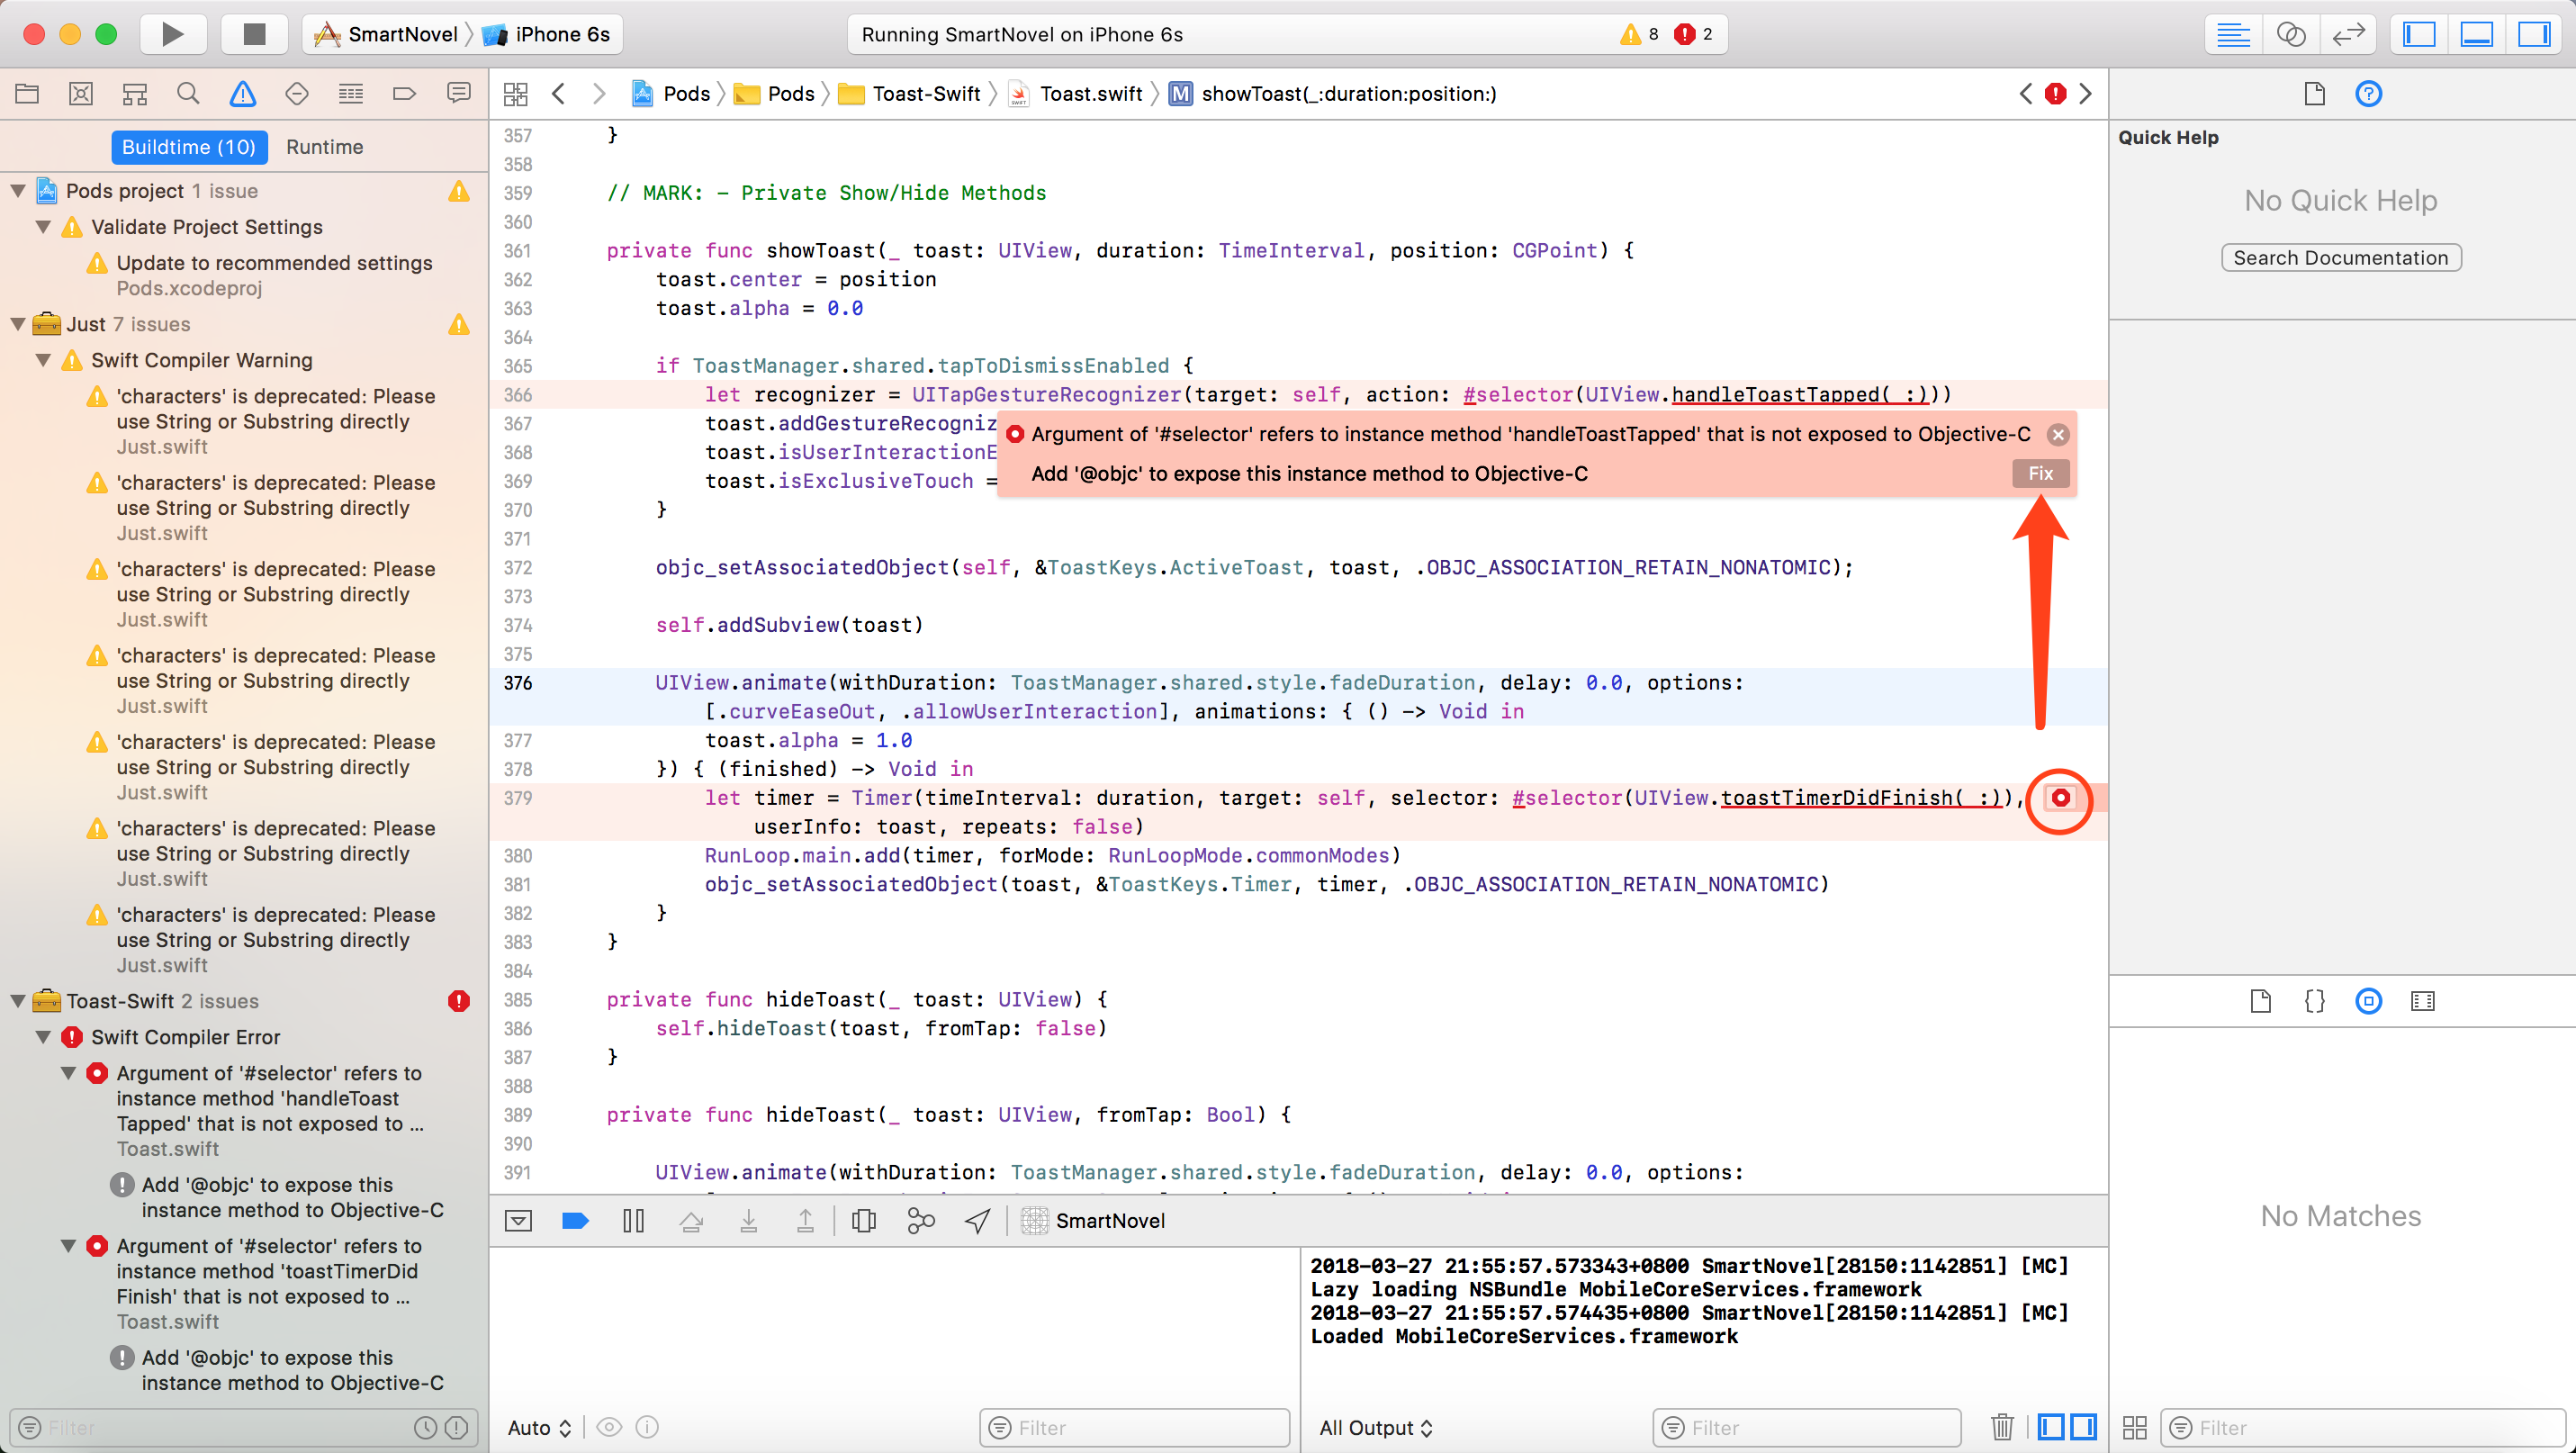 SmartNovel
iPhone 6s
Running SmartNovel on iPhone 6s
8
2
Pods
Pods
Toast-Swift
Toast.swift
M
showToast(_:duration:position:)
Buildtime (10)
Runtime
Pods project 1 issue
Validate Project Settings
Update to recommended settings
Pods.xcodeproj
Just 7 issues
Swift Compiler Warning
'characters' is deprecated: Please
use String or Substring directly
Just.swift
'characters' is deprecated: Please
use String or Substring directly
Just.swift
'characters' is deprecated: Please
use String or Substring directly
Just.swift
'characters' is deprecated: Please
use String or Substring directly
Just.swift
'characters' is deprecated: Please
use String or Substring directly
Just.swift
'characters' is deprecated: Please
use String or Substring directly
Just.swift
'characters' is deprecated: Please
use String or Substring directly
Just.swift
Toast-Swift 2 issues
Swift Compiler Error
Argument of '#selector' refers to
instance method 'handleToast
Tapped' that is not exposed to ...
Toast.swift
Add '@objc' to expose this
instance method to Objective-C
Argument of '#selector' refers to
instance method 'toastTimerDid
Finish' that is not exposed to ...
Toast.swift
Add '@objc' to expose this
instance method to Objective-C
Filter
357 }
358
359 // MARK: - Private Show/Hide Methods
360
361 private func showToast(_ toast: UIView, duration: TimeInterval, position: CGPoint) {
362 toast.center = position
363 toast.alpha = 0.0
364
365 if ToastManager.shared.tapToDismissEnabled {
366 let recognizer = UITapGestureRecognizer(target: self, action: #selector(UIView.handleToastTapped(_:)))
367 toast.addGestureRecogniz
Argument of '#selector' refers to instance method 'handleToastTapped' that is not exposed to Objective-C
368 toast.isUserInteractionE
Add '@objc' to expose this instance method to Objective-C
Fix
369 toast.isExclusiveTouch =
370 }
371
372 objc_setAssociatedObject(self, &ToastKeys.ActiveToast, toast, .OBJC_ASSOCIATION_RETAIN_NONATOMIC);
373
374 self.addSubview(toast)
375
376 UIView.animate(withDuration: ToastManager.shared.style.fadeDuration, delay: 0.0, options:
[.curveEaseOut, .allowUserInteraction], animations: { () -> Void in
377 toast.alpha = 1.0
378 }) { (finished) -> Void in
379 let timer = Timer(timeInterval: duration, target: self, selector: #selector(UIView.toastTimerDidFinish(_:)),
userInfo: toast, repeats: false)
380 RunLoop.main.add(timer, forMode: RunLoopMode.commonModes)
381 objc_setAssociatedObject(toast, &ToastKeys.Timer, timer, .OBJC_ASSOCIATION_RETAIN_NONATOMIC)
382 }
383 }
384
385 private func hideToast(_ toast: UIView) {
386 self.hideToast(toast, fromTap: false)
387 }
388
389 private func hideToast(_ toast: UIView, fromTap: Bool) {
390
391 UIView.animate(withDuration: ToastManager.shared.style.fadeDuration, delay: 0.0, options:
SmartNovel
2018-03-27 21:55:57.573343+0800 SmartNovel[28150:1142851] [MC]
Lazy loading NSBundle MobileCoreServices.framework
2018-03-27 21:55:57.574435+0800 SmartNovel[28150:1142851] [MC]
Loaded MobileCoreServices.framework
Auto
Filter
All Output
Filter
Quick Help
No Quick Help
Search Documentation
{}
No Matches
Filter